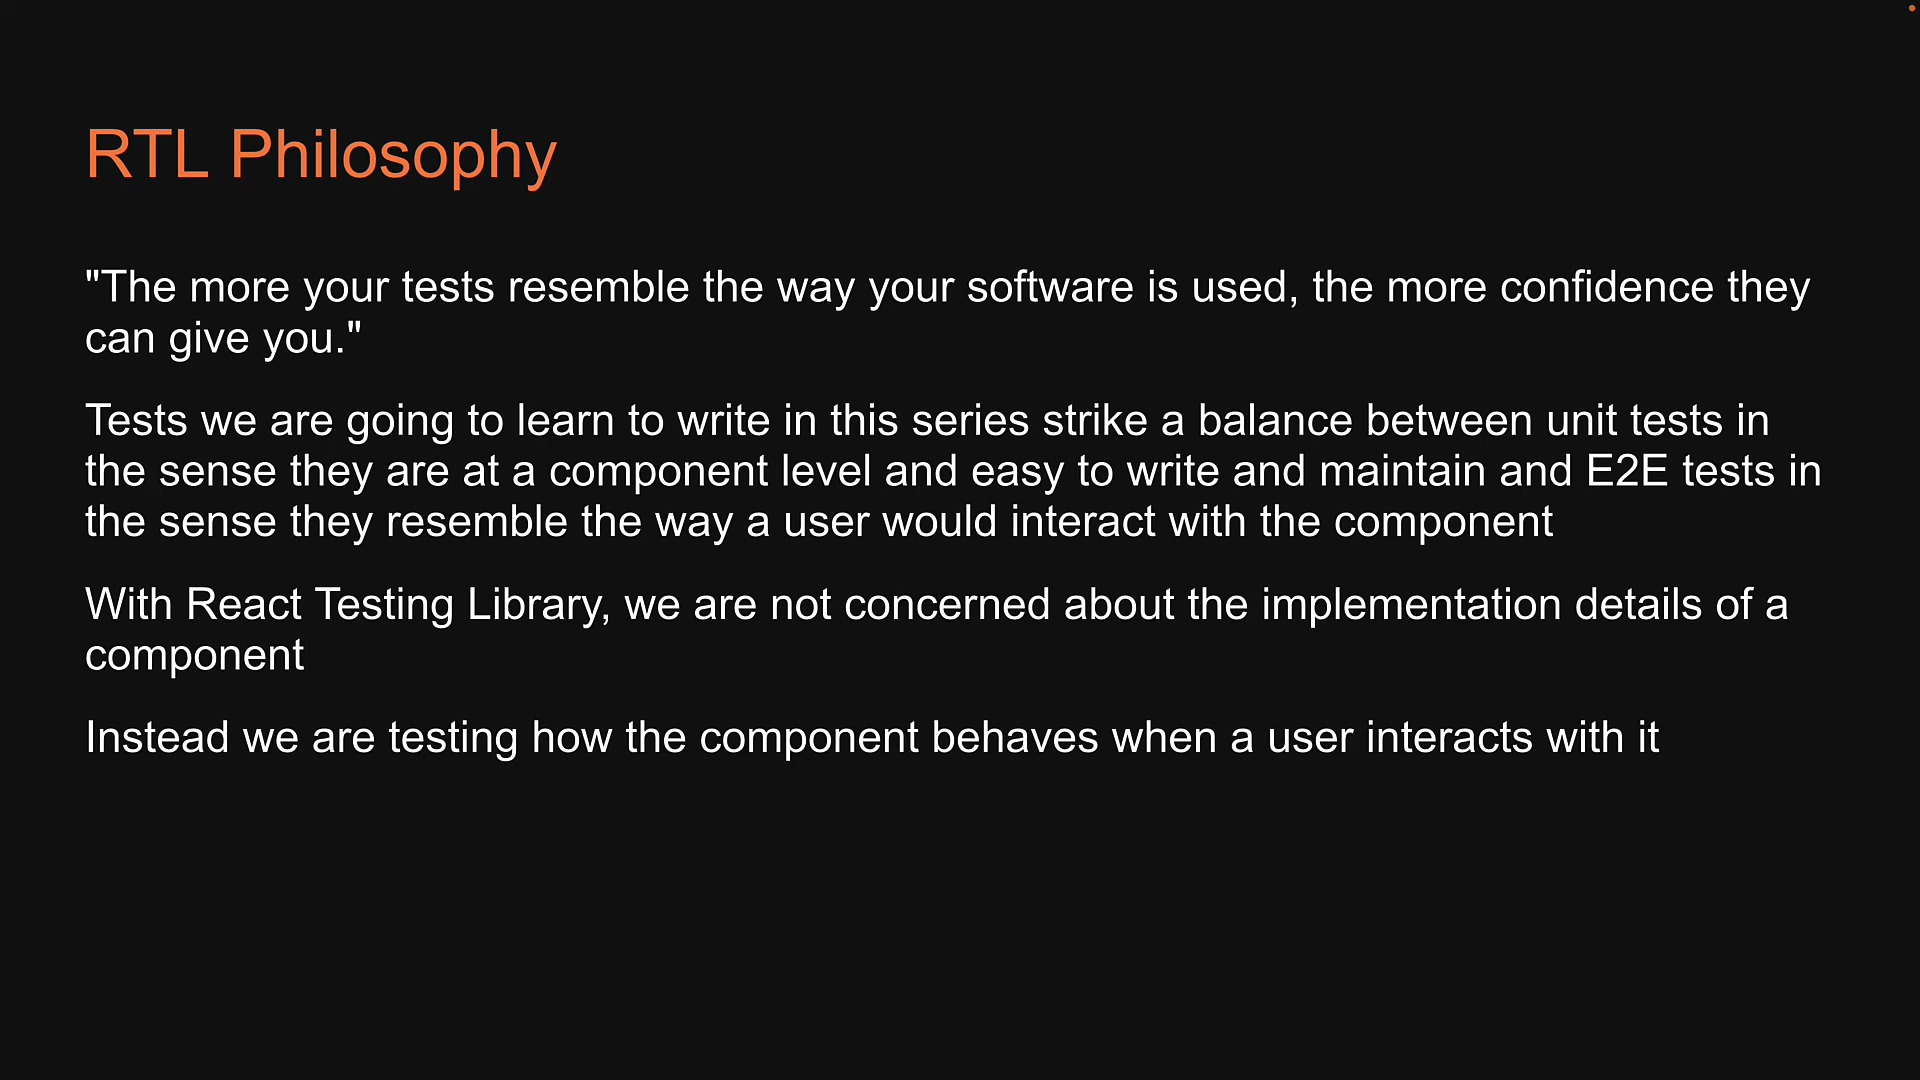 RTL Philosophy
"The more your tests resemble the way your software is used, the more confidence they
can give you."
Tests we are going to learn to write in this series strike a balance between unit tests in
the sense they are at a component level and easy to write and maintain and E2E tests in
the sense they resemble the way a user would interact with the component
With React Testing Library, we are not concerned about the implementation details of a
component
Instead we are testing how the component behaves when a user interacts with it